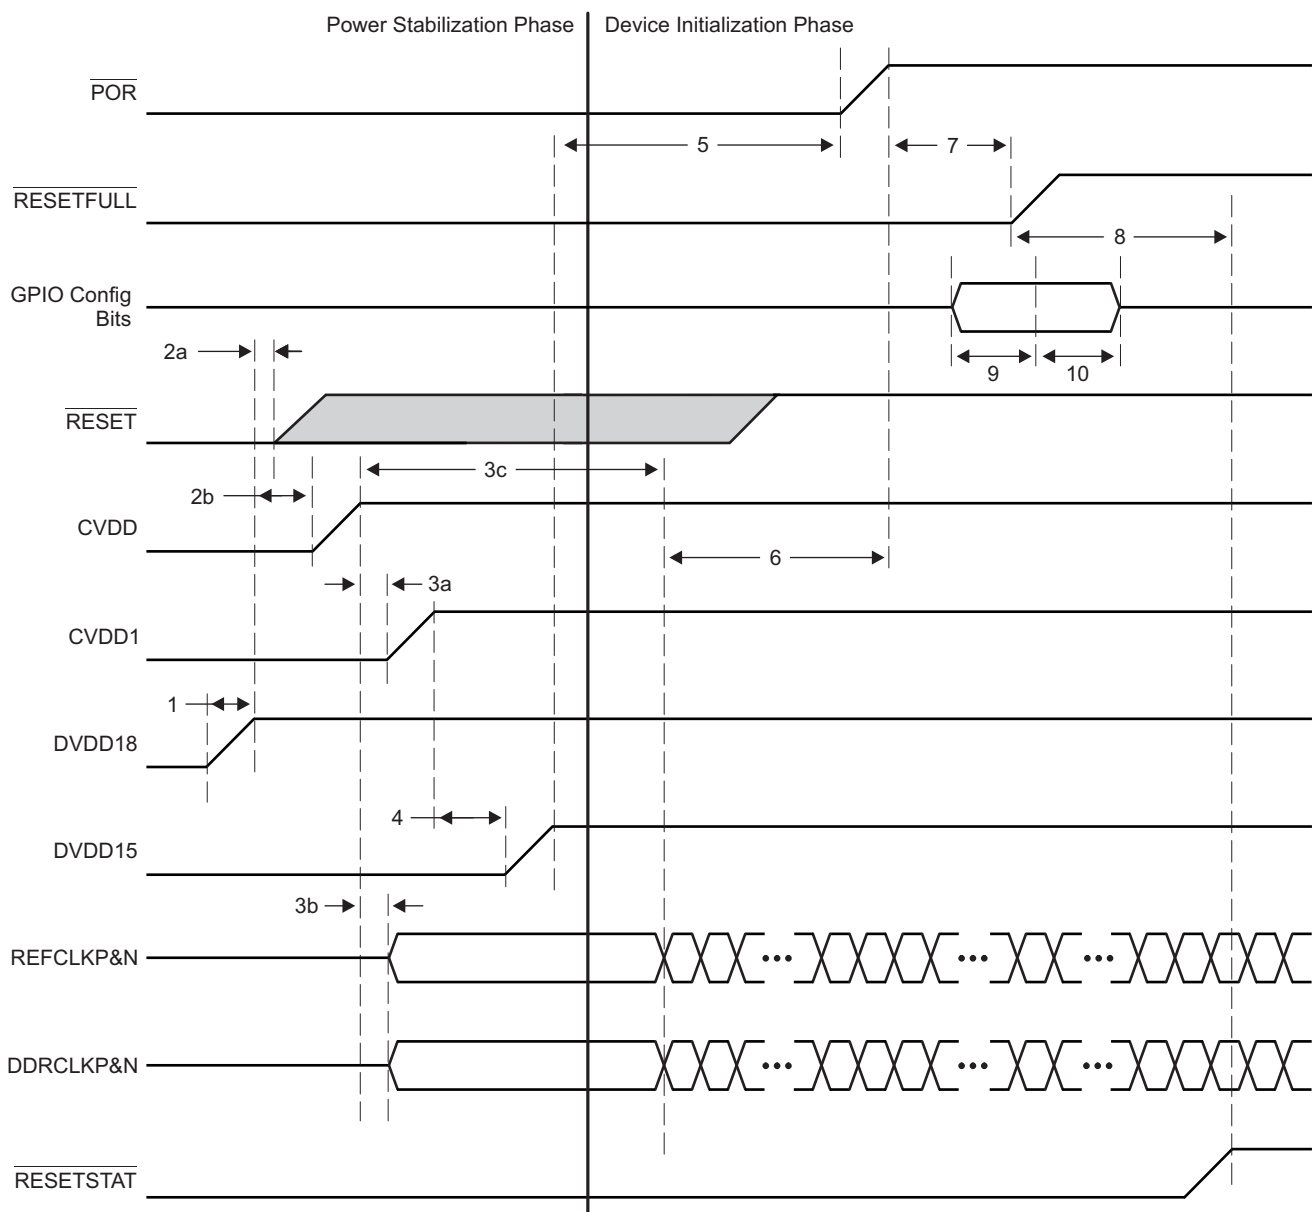 Power Stabilization Phase
Device Initialization Phase
POR
5
7
RESETFULL
8
GPIO Config
Bits
9
10
2a
RESET
3c
2b
CVDD
6
3a
CVDD1
1
DVDD18
4
DVDD15
3b
REFCLKP&N
DDRCLKP&N
RESETSTAT